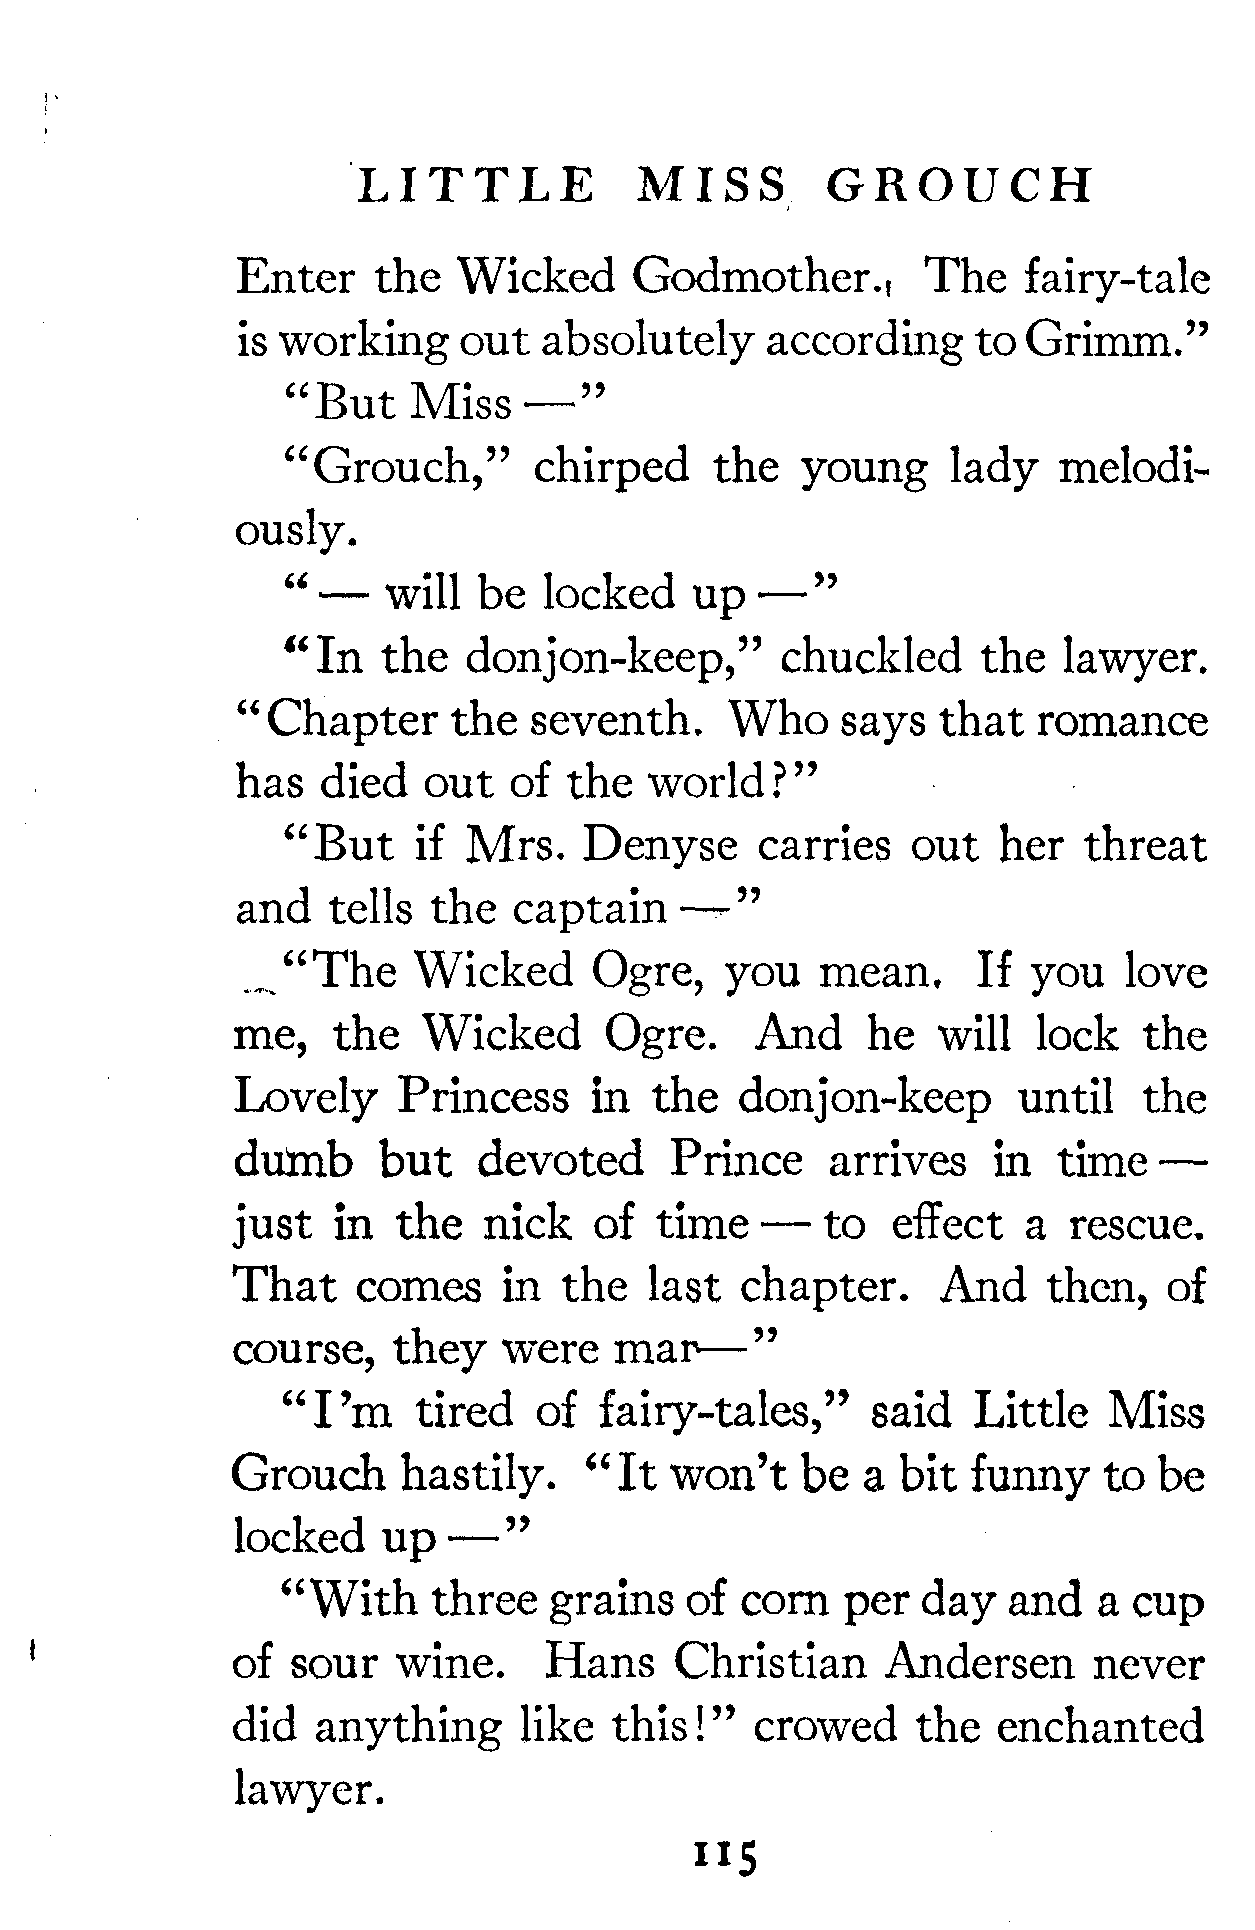 LITTLE MISS GROUCH
Enter the Wicked Godmother. The fairy-tale
is working out absolutely according to Grimm.”
“But Miss —”
“Grouch,” chirped the young lady melodi-
ously.
“— will be locked up —”
“In the donjon-keep,” chuckled the lawyer.
“Chapter the seventh. Who says that romance
has died out of the world?”
“But if Mrs. Denyse carries out her threat
and tells the captain —”
“The Wicked Ogre, you mean. If you love
me, the Wicked Ogre. And he will lock the
Lovely Princess in the donjon-keep until the
dumb but devoted Prince arrives in time —
just in the nick of time — to effect a rescue.
That comes in the last chapter. And then, of
course, they were mar—”
“I’m tired of fairy-tales,” said Little Miss
Grouch hastily. “It won’t be a bit funny to be
locked up —”
“With three grains of corn per day and a cup
of sour wine. Hans Christian Andersen never
did anything like this!” crowed the enchanted
lawyer.
115